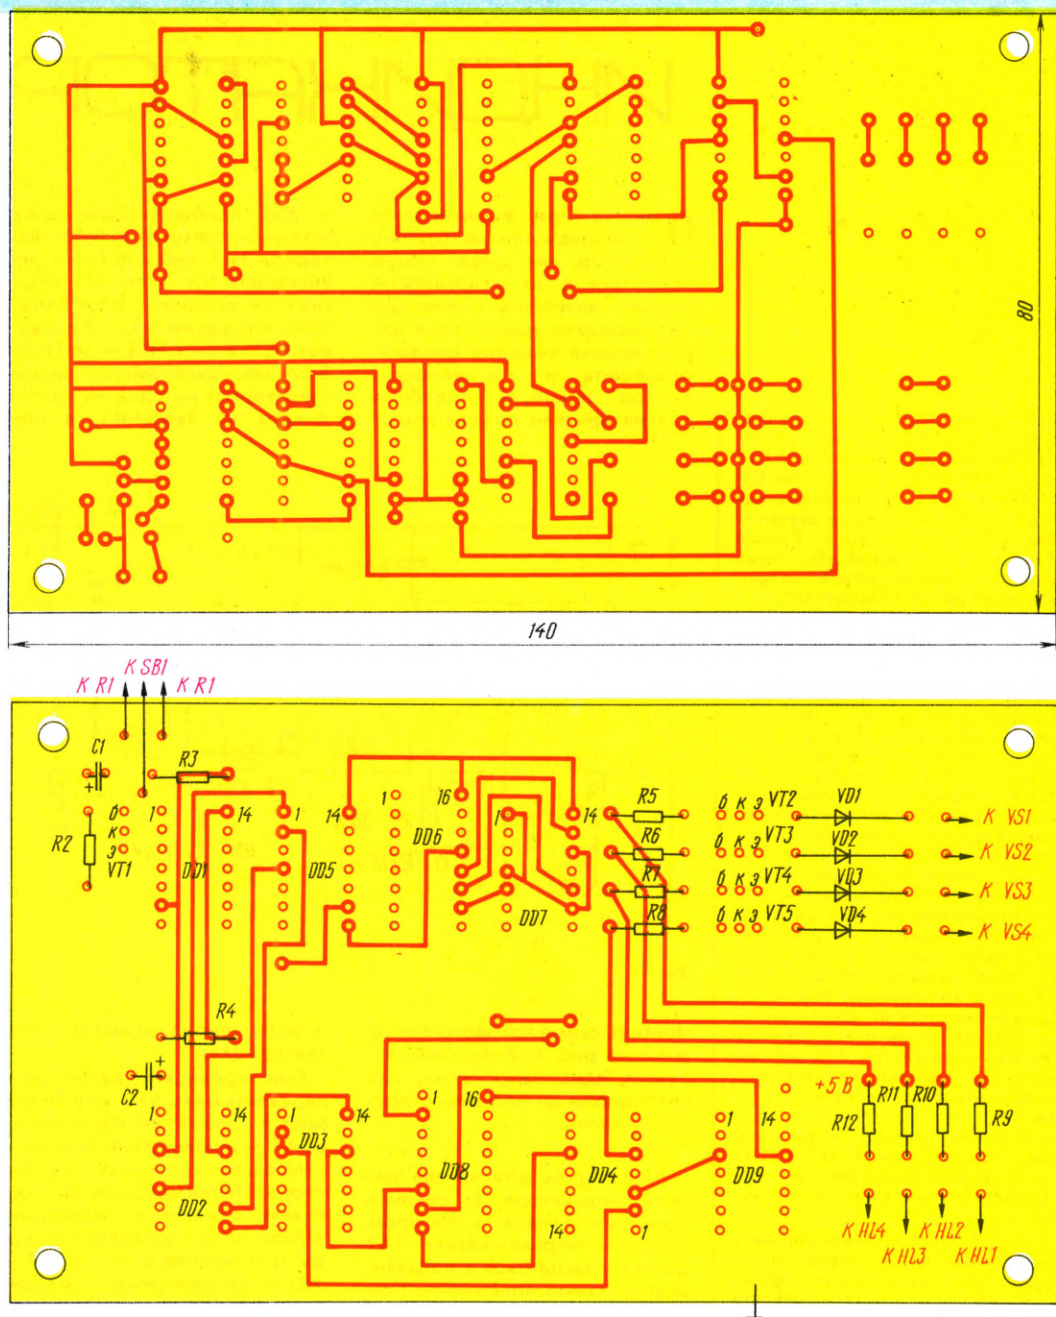 80
140
К SB1
К R1 К R1
C1
R3
+
R2
б
к
э
VT1
1
14
DD1
1
DD5
14
1
16
DD6
1
14
DD7
R5
R6
R7
R8
б к э VT2
б к э VT3
б к э VT4
б к э VT5
VD1
VD2
VD3
VD4
К VS1
К VS2
К VS3
К VS4
R4
+
C2
1
14
DD2
1
14
DD3
1
16
DD8
14
DD4
1
1
14
DD9
+5 В
R12
R11
R10
R9
К HL4
К HL3
К HL2
К HL1